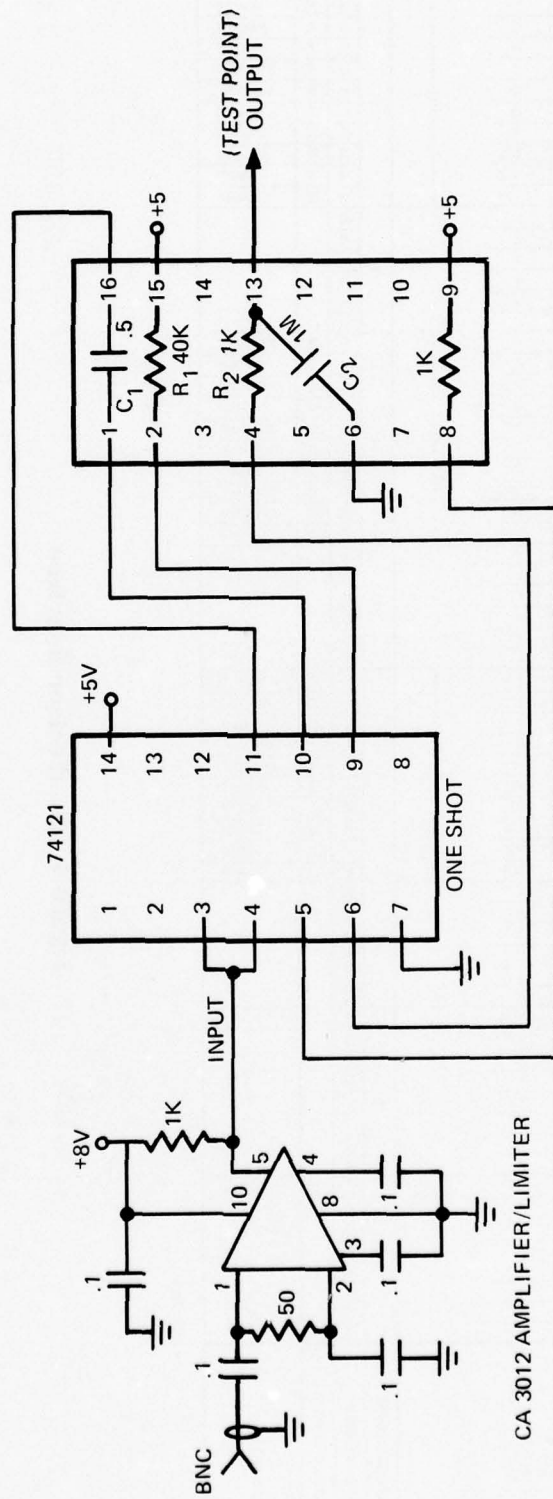 BNC
.1
50
.1
.1
+8V
1K
1
2
10
5
3
8
4
.1
.1
CA 3012 AMPLIFIER/LIMITER
INPUT
74121
1
2
3
4
5
6
7
+5V
14
13
12
11
10
9
8
ONE SHOT
1
2
3
4
5
6
7
8
C1
.5
R1 40K
R2
1K
1M
C2
1K
16
15
14
13
12
11
10
9
+5
+5
(TEST POINT)
OUTPUT